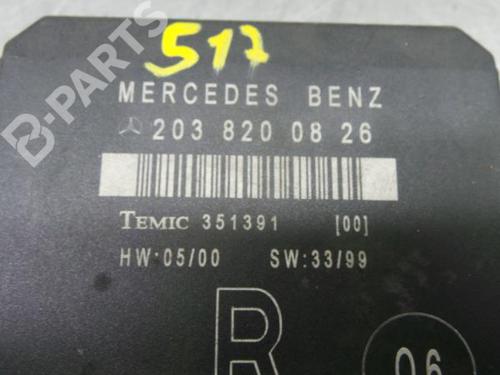 517
MERCEDES BENZ
203 820 08 26
TEMIC 351391 [00]
HW:05/00 SW:33/99
R
06
B-PARTS